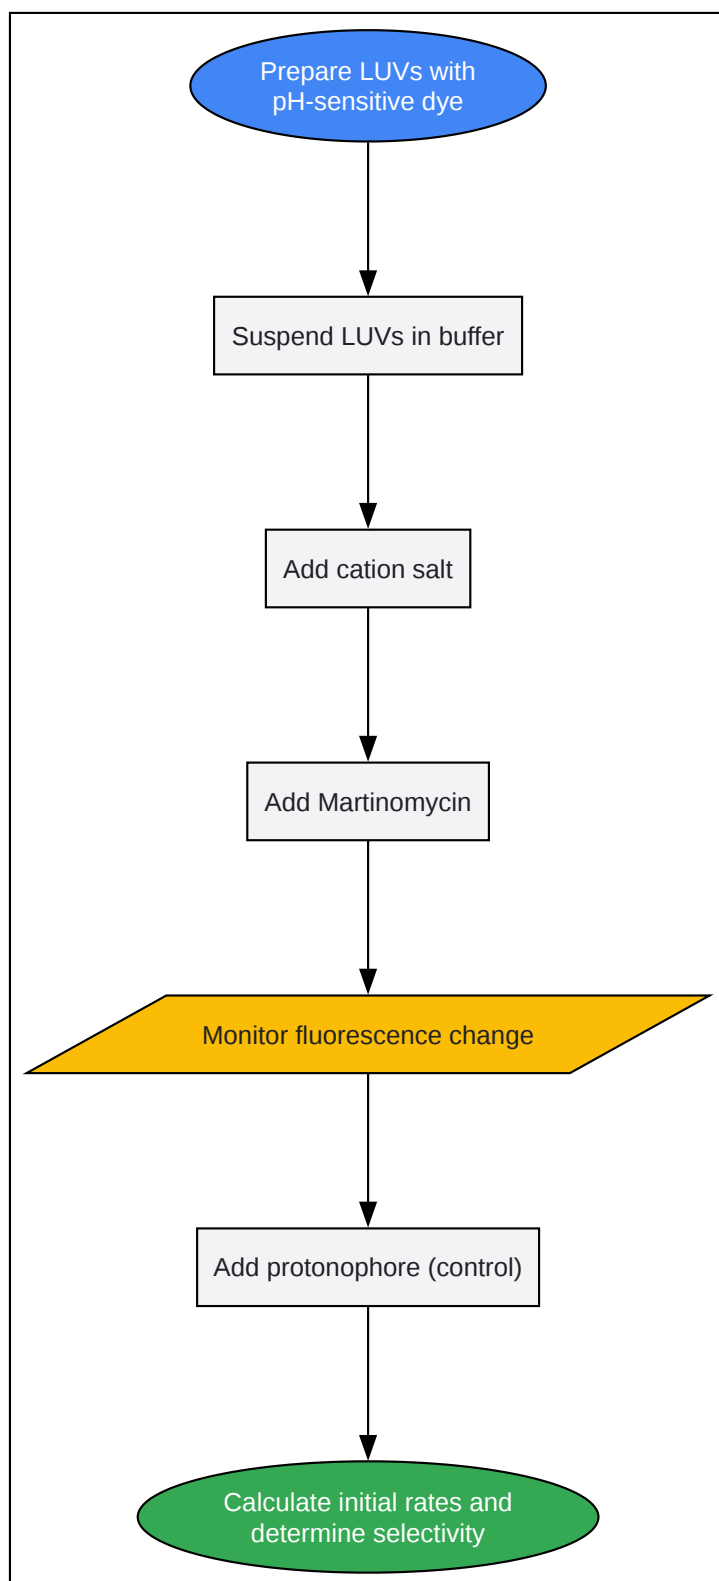 Prepare LUVs with
pH-sensitive dye
Suspend LUVs in buffer
Add cation salt
Add Martinomycin
Monitor fluorescence change
Add protonophore (control)
Calculate initial rates and
determine selectivity